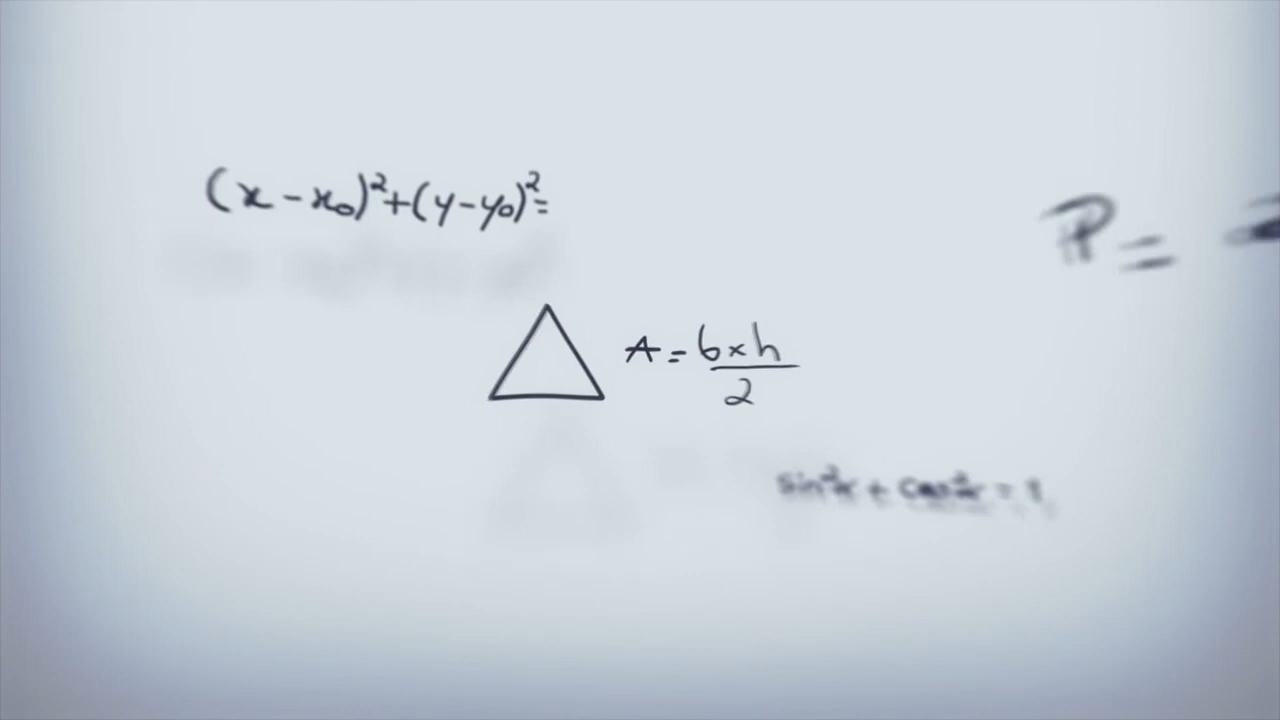 (x - x₀)² + (y - y₀)² =
P =
A = b × h / 2
sin²x + cos²x = 1